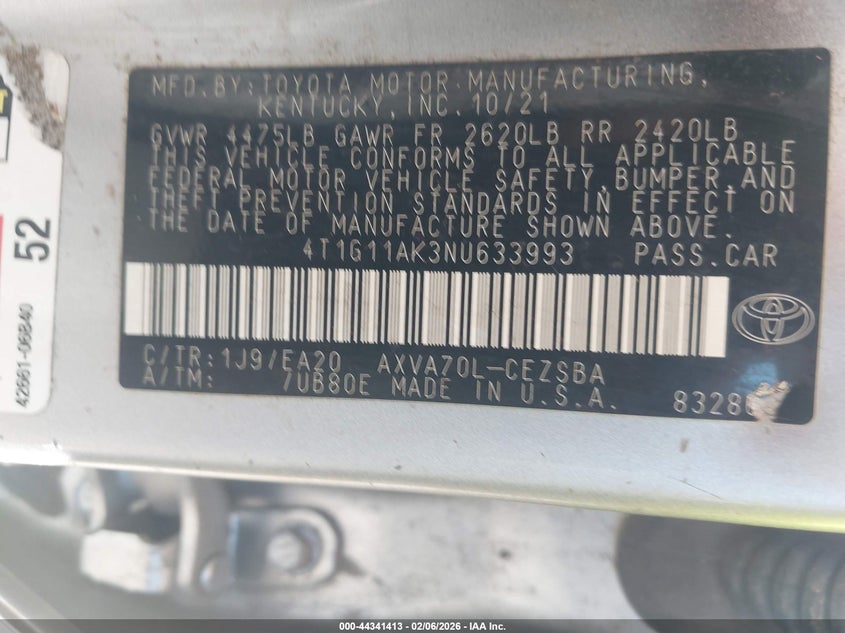 MFD. BY: TOYOTA MOTOR MANUFACTURING,
KENTUCKY, INC. 10/21
GVWR 4475LB GAWR FR 2620LB RR 2420LB
THIS VEHICLE CONFORMS TO ALL APPLICABLE
FEDERAL MOTOR VEHICLE SAFETY, BUMPER, AND
THEFT PREVENTION STANDARDS IN EFFECT ON
THE DATE OF MANUFACTURE SHOWN ABOVE.
4T1G11AK3NU633993 PASS. CAR
C/TR: 1J9/EA20 AXVA70L-CEZSBA
A/TM: 7UB80E MADE IN U.S.A.
52
42661-06B40
000-44341413 - 02/06/2026 - IAA Inc.